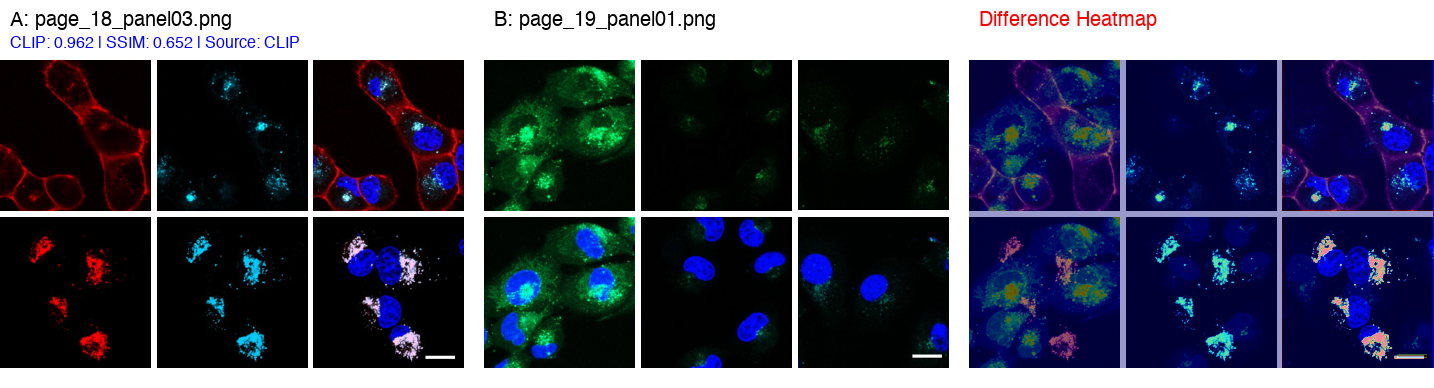 A: page_18_panel03.png
CLIP: 0.962 | SSIM: 0.652 | Source: CLIP
B: page_19_panel01.png
Difference Heatmap